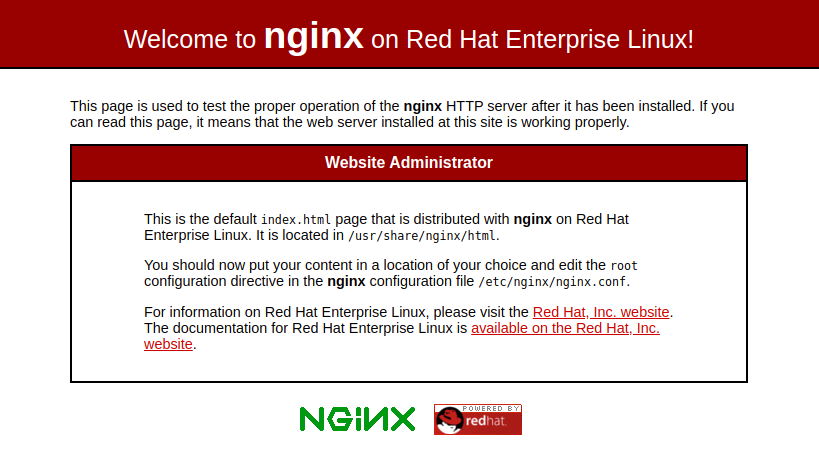 Welcome to nginx on Red Hat Enterprise Linux!
This page is used to test the proper operation of the nginx HTTP server after it has been installed. If you
can read this page, it means that the web server installed at this site is working properly.
Website Administrator
This is the default index.html page that is distributed with nginx on Red Hat
Enterprise Linux. It is located in /usr/share/nginx/html.
You should now put your content in a location of your choice and edit the root
configuration directive in the nginx configuration file /etc/nginx/nginx.conf.
For information on Red Hat Enterprise Linux, please visit the Red Hat, Inc. website.
The documentation for Red Hat Enterprise Linux is available on the Red Hat, Inc.
website.
NGINX
POWERED BY
redhat.